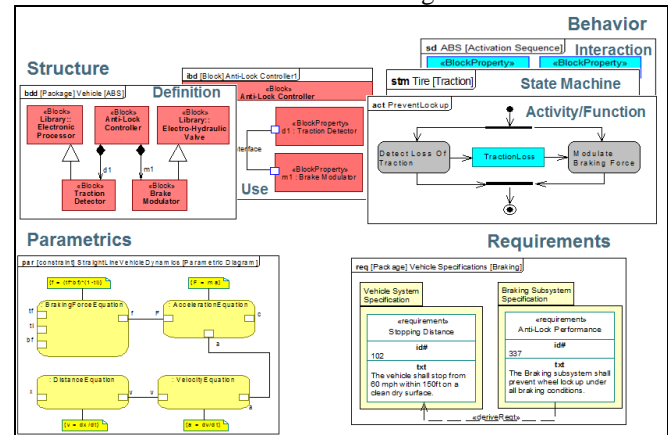 Structure
bdd [Package] Vehicle [ABS]
Definition
«Block»
Library::
Electronic
Processor
«Block»
Anti-Lock
Controller
«Block»
Library::
Electro-Hydraulic
Valve
d1
m1
«Block»
Traction
Detector
«Block»
Brake
Modulator
ibd [Block] Anti-Lock Controller1
«Block»
Anti-Lock Controller
«BlockProperty»
d1 : Traction Detector
«BlockProperty»
m1 : Brake Modulator
Use
Behavior
sd ABS [Activation Sequence]
Interaction
«BlockProperty»
«BlockProperty»
stm Tire [Traction]
State Machine
act PreventLockup
Activity/Function
Detect Loss Of
Traction
TractionLoss
Modulate
Braking Force
Parametrics
par [constraint] StraightLineVehicleDynamics [Parametric Diagram]
{F = ma}
: BrakingForceEquation
tf
tl
bf
f
F
: AccelerationEquation
c
a
: DistanceEquation
x
v
v
: VelocityEquation
a
{v = dx/dt}
{a = dv/dt}
Requirements
req [Package] Vehicle Specifications [Braking]
Vehicle System
Specification
«requirement»
Stopping Distance
id#
102
txt
The vehicle shall stop from
60 mph within 150ft on a
clean dry surface.
Braking Subsystem
Specification
«requirement»
Anti-Lock Performance
id#
337
txt
The Braking subsystem shall
prevent wheel lock up under
all braking conditions.
«deriveReqt»